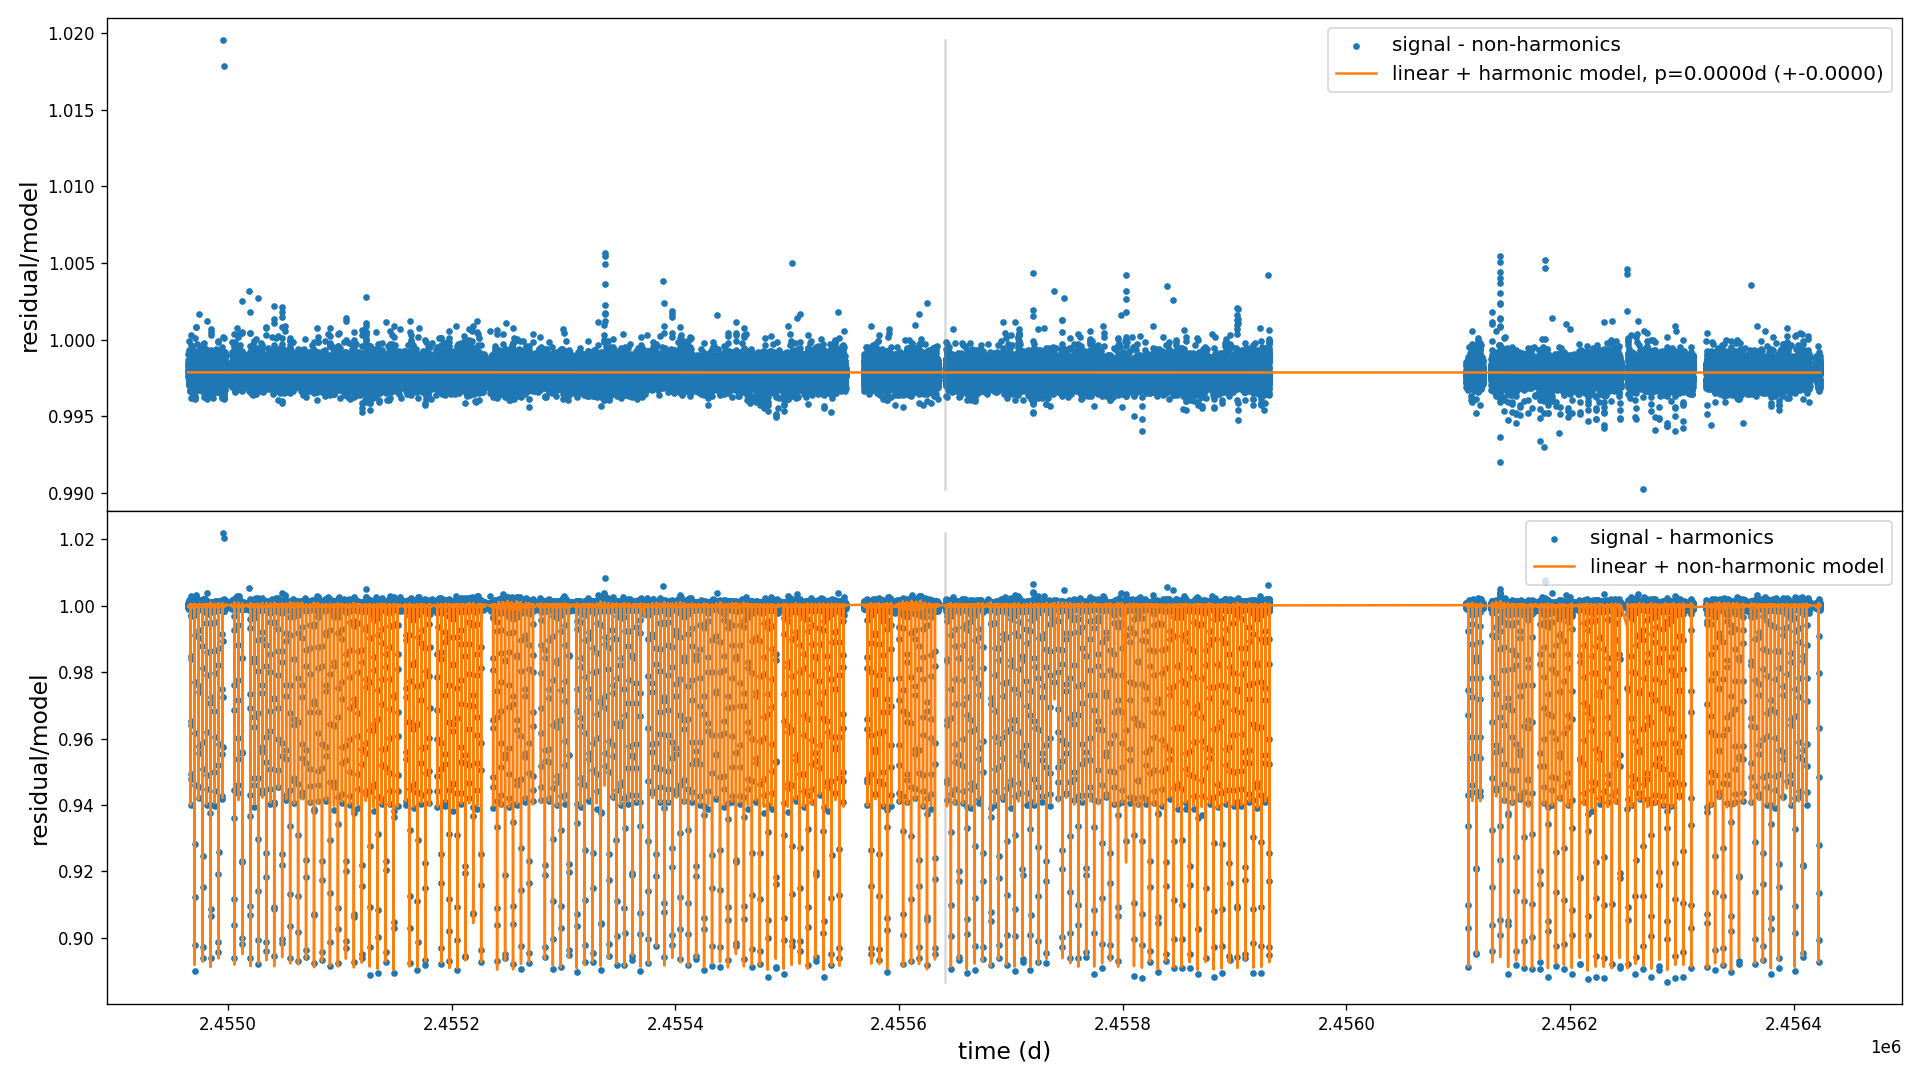 1.020
1.015
1.010
1.005
1.000
0.995
0.990
residual/model
signal - non-harmonics
linear + harmonic model, p=0.0000d (+-0.0000)
1.02
1.00
0.98
0.96
0.94
0.92
0.90
residual/model
signal - harmonics
linear + non-harmonic model
2.4550
2.4552
2.4554
2.4556
2.4558
2.4560
2.4562
2.4564
1e6
time (d)